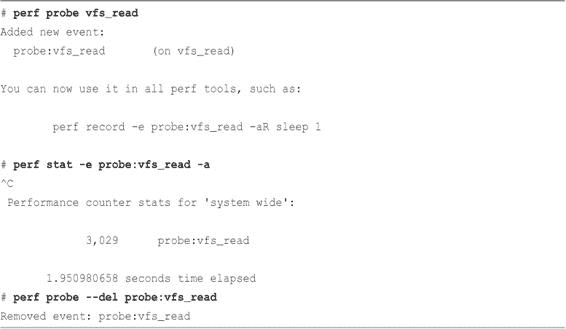 # perf probe vfs_read
Added new event:
  probe:vfs_read       (on vfs_read)

You can now use it in all perf tools, such as:

        perf record -e probe:vfs_read -aR sleep 1

# perf stat -e probe:vfs_read -a
^C
 Performance counter stats for 'system wide':

             3,029      probe:vfs_read

       1.950980658 seconds time elapsed
# perf probe --del probe:vfs_read
Removed event: probe:vfs_read